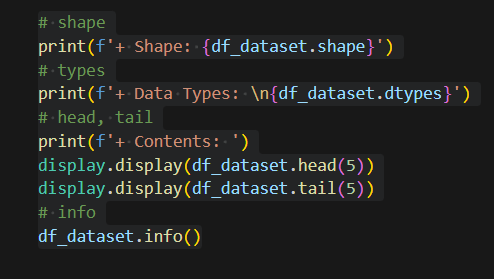 # shape
print(f'+ Shape: {df_dataset.shape}')
# types
print(f'+ Data Types: \n{df_dataset.dtypes}')
# head, tail
print(f'+ Contents: ')
display.display(df_dataset.head(5))
display.display(df_dataset.tail(5))
# info
df_dataset.info()